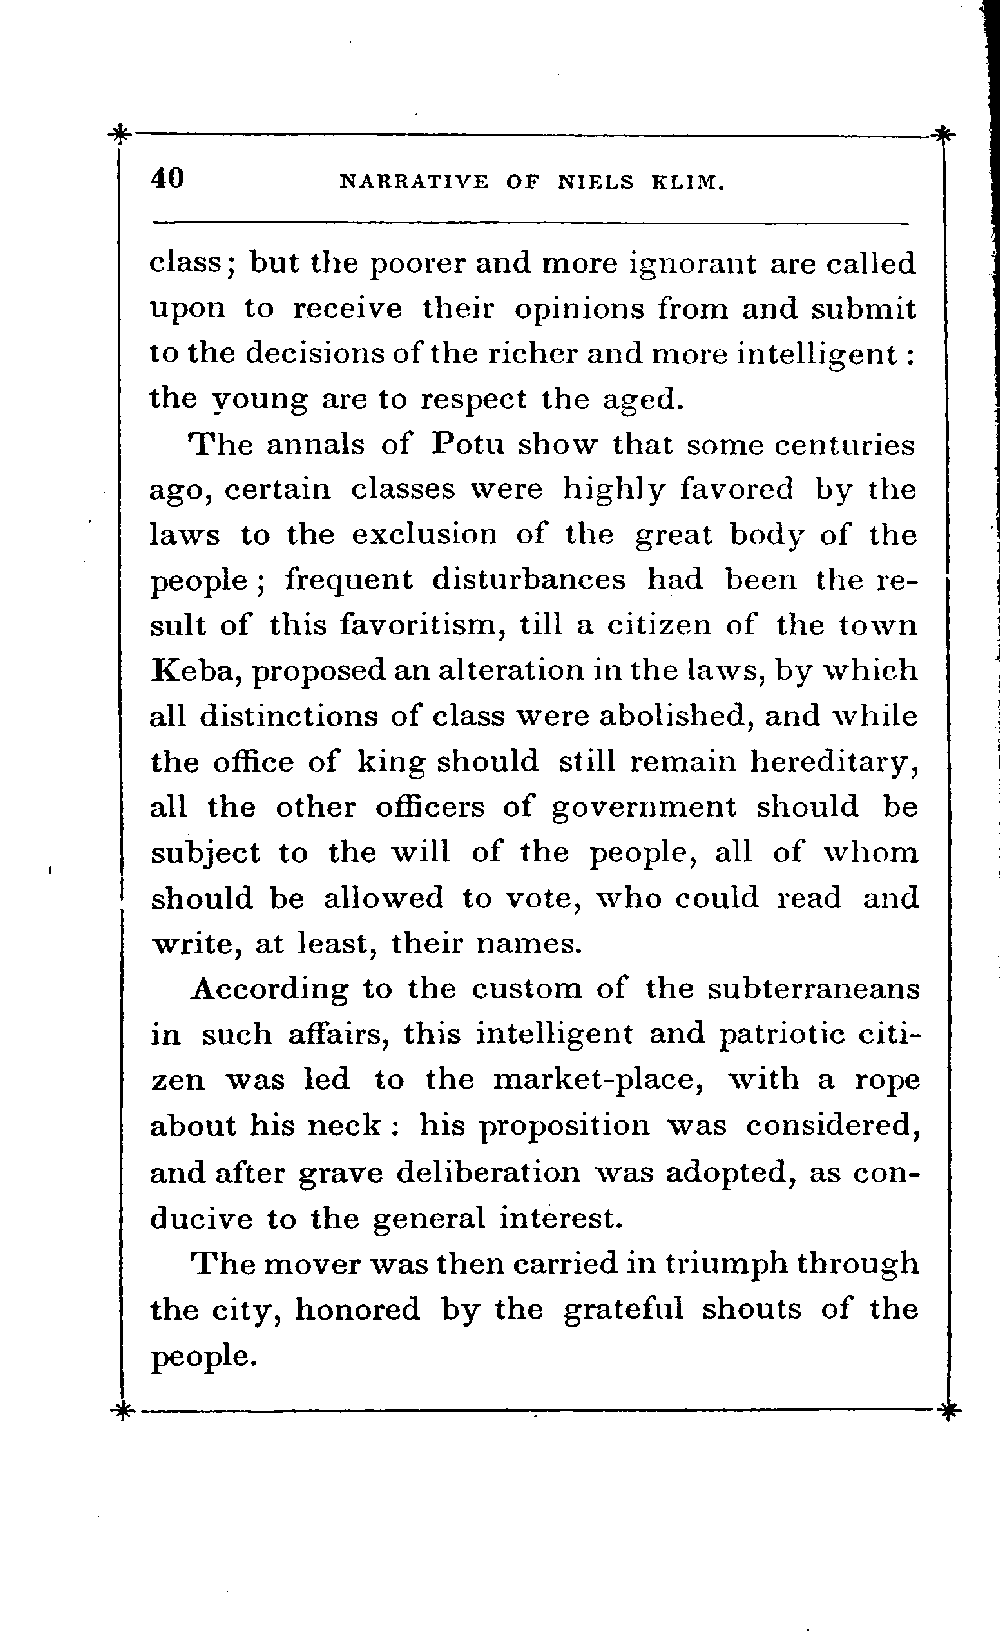 40 NARRATIVE OF NIELS KLIM.
class; but the poorer and more ignorant are called
upon to receive their opinions from and submit
to the decisions of the richer and more intelligent :
the young are to respect the aged.
The annals of Potu show that some centuries
ago, certain classes were highly favored by the
laws to the exclusion of the great body of the
people ; frequent disturbances had been the re-
sult of this favoritism, till a citizen of the town
Keba, proposed an alteration in the laws, by which
all distinctions of class were abolished, and while
the office of king should still remain hereditary,
all the other officers of government should be
subject to the will of the people, all of whom
should be allowed to vote, who could read and
write, at least, their names.
According to the custom of the subterraneans
in such affairs, this intelligent and patriotic citi-
zen was led to the market-place, with a rope
about his neck : his proposition was considered,
and after grave deliberation was adopted, as con-
ducive to the general interest.
The mover was then carried in triumph through
the city, honored by the grateful shouts of the
people.